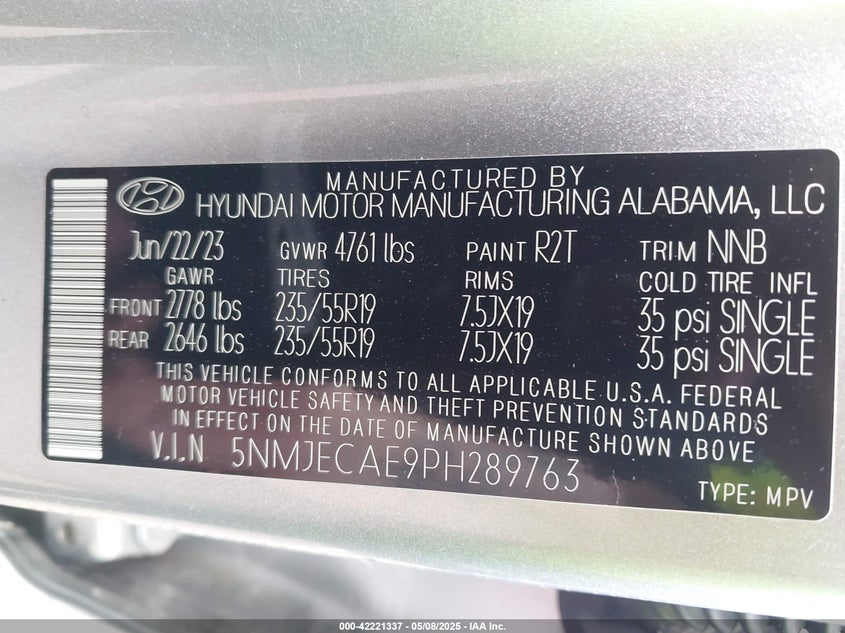 MANUFACTURED BY
HYUNDAI MOTOR MANUFACTURING ALABAMA, LLC
Jun/22/23 GVWR 4761 lbs PAINT R2T TRIM NNB
GAWR TIRES RIMS COLD TIRE INFL
FRONT 2778 lbs 235/55R19 7.5JX19 35 psi SINGLE
REAR 2646 lbs 235/55R19 7.5JX19 35 psi SINGLE
THIS VEHICLE CONFORMS TO ALL APPLICABLE U.S.A. FEDERAL
MOTOR VEHICLE SAFETY AND THEFT PREVENTION STANDARDS
IN EFFECT ON THE DATE OF MANUFACTURE SHOWN ABOVE
V.I.N 5NMJECAE9PH289763
TYPE: MPV
000-42221337 - 05/08/2025 - IAA Inc.